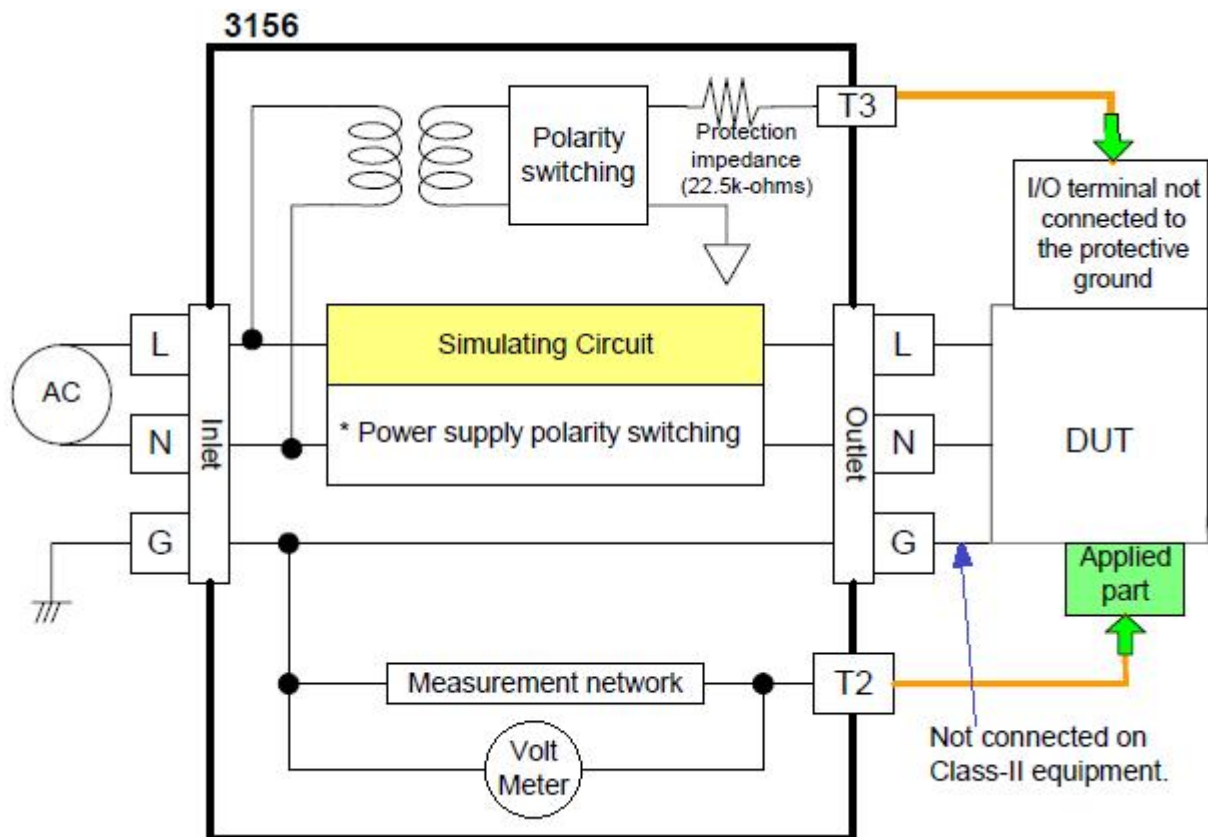 3156
Polarity
switching
Protection
impedance
(22.5k-ohms)
T3
I/O terminal not
connected to
the protective
ground
AC
L
N
G
Inlet
Simulating Circuit
* Power supply polarity switching
Outlet
L
N
G
DUT
Applied
part
Measurement network
T2
Volt
Meter
Not connected on
Class-II equipment.